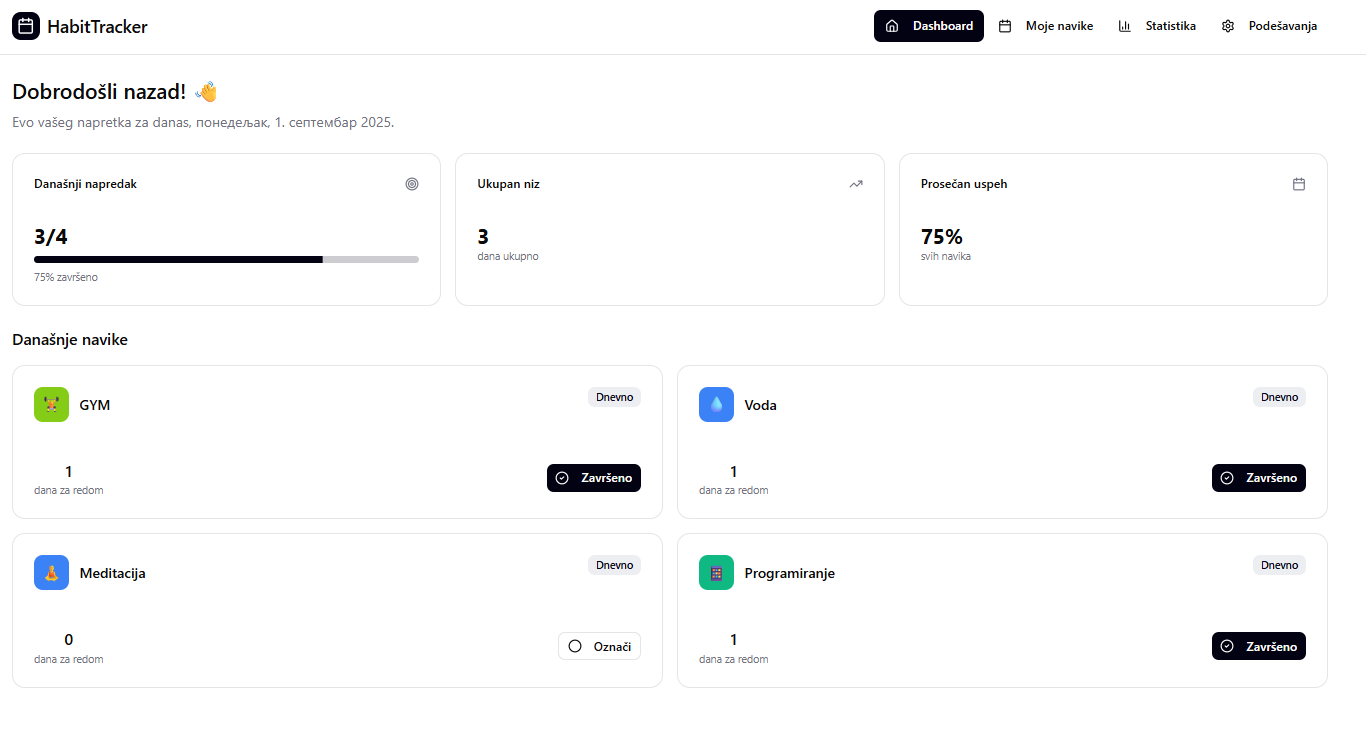 HabitTracker
Dashboard
Moje navike
Statistika
Podešavanja
Dobrodošli nazad! 👋
Evo vašeg napretka za danas, понедељак, 1. септембар 2025.
Današnji napredak
3/4
75% završeno
Ukupan niz
3
dana ukupno
Prosečan uspeh
75%
svih navika
Današnje navike
GYM
Dnevno
1
dana za redom
Završeno
Voda
Dnevno
1
dana za redom
Završeno
Meditacija
Dnevno
0
dana za redom
Označi
Programiranje
Dnevno
1
dana za redom
Završeno